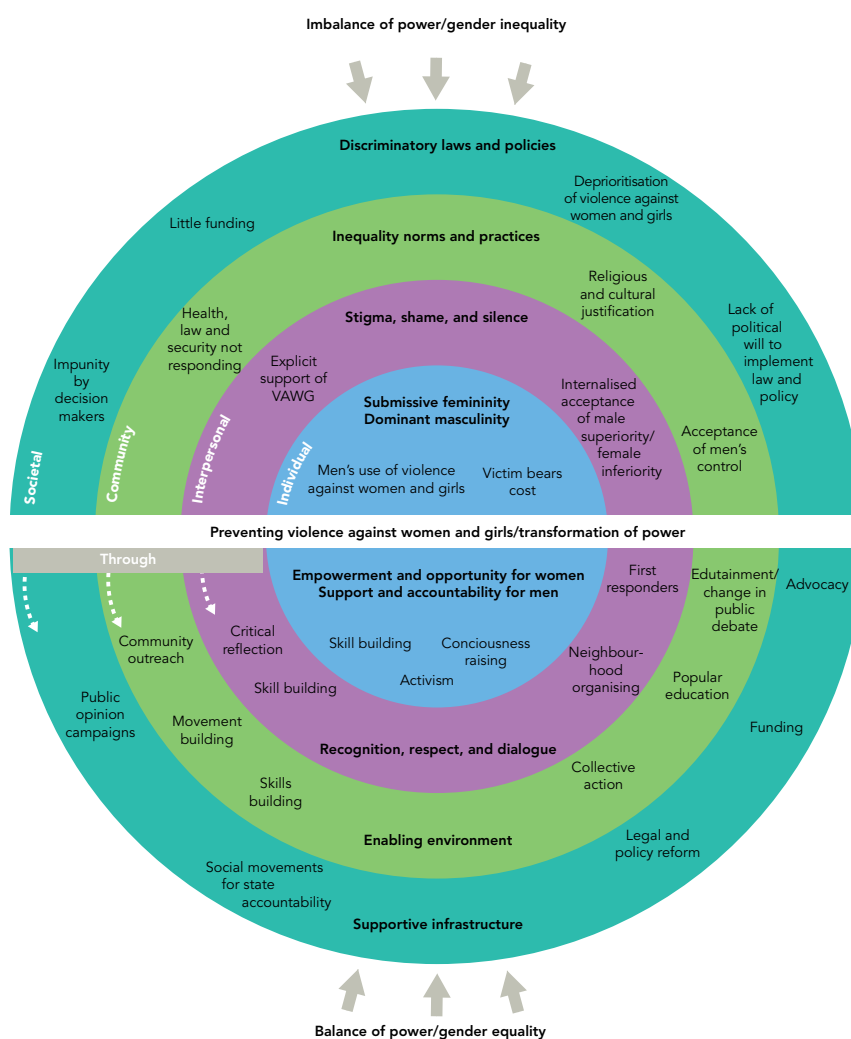 Imbalance of power/gender inequality
Discriminatory laws and policies
Deprioritisation
of violence against
women and girls
Little funding
Inequality norms and practices
Religious
and cultural
justification
Health,
law and
security not
responding
Stigma, shame, and silence
Lack of
political
will to
implement
law and
policy
Impunity
by
decision
makers
Explicit
support of
VAWG
Internalised
acceptance
of male
superiority/
female
inferiority
Submissive femininity
Dominant masculinity
Acceptance
of men's
control
Societal
Community
Interpersonal
Individual
Men's use of violence
against women and girls
Victim bears
cost
Preventing violence against women and girls/transformation of power
Through
Empowerment and opportunity for women
Support and accountability for men
First
responders
Edutainment/
change in
public
debate
Advocacy
Critical
reflection
Community
outreach
Skill building
Conciousness
raising
Activism
Neighbour-
hood
organising
Skill building
Popular
education
Public
opinion
campaigns
Movement
building
Funding
Recognition, respect, and dialogue
Collective
action
Skills
building
Enabling environment
Legal and
policy reform
Social movements
for state
accountability
Supportive infrastructure
Balance of power/gender equality